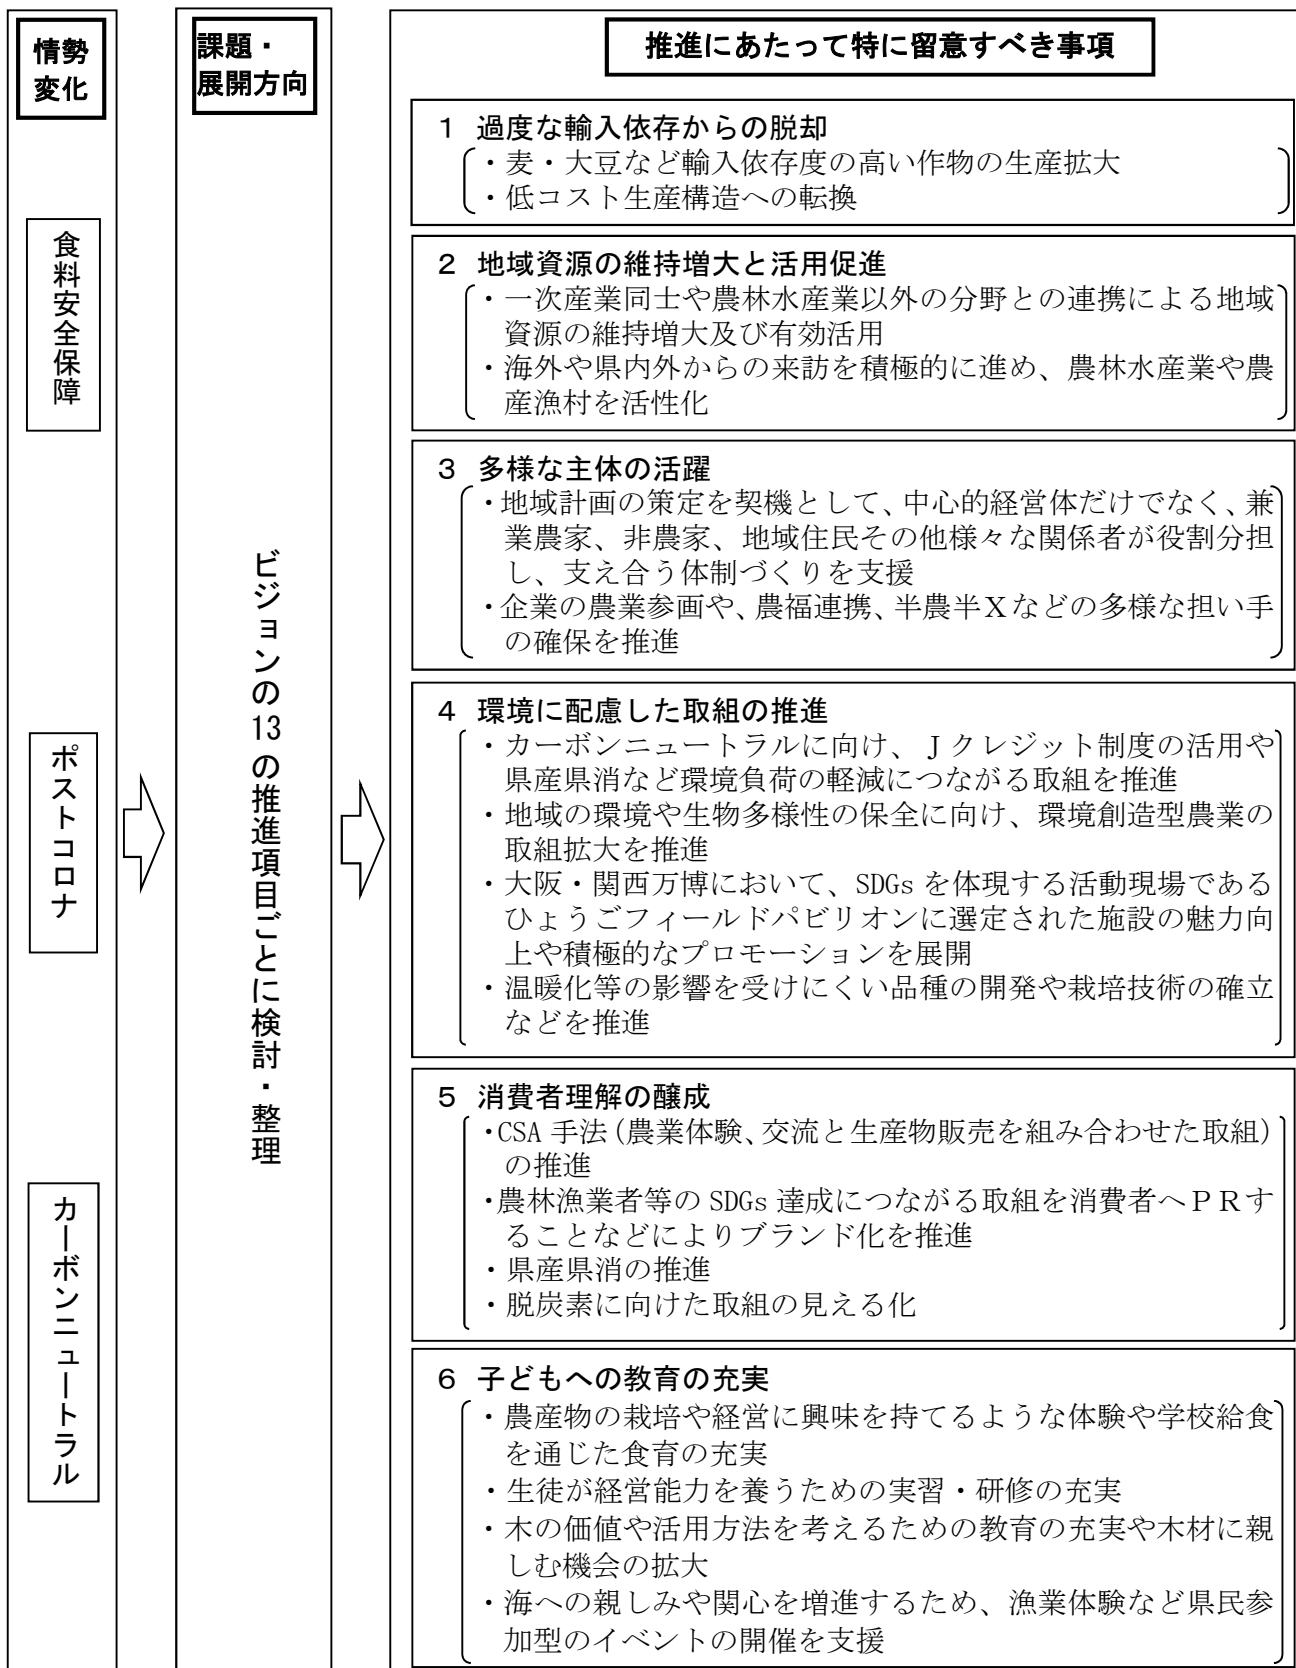 情勢
変化
食料安全保障
ポストコロナ
カーボンニュートラル
課題・
展開方向
ビジョンの13の推進項目ごとに検討・整理
推進にあたって特に留意すべき事項
１ 過度な輸入依存からの脱却
・麦・大豆など輸入依存度の高い作物の生産拡大
・低コスト生産構造への転換
２ 地域資源の維持増大と活用促進
・一次産業同士や農林水産業以外の分野との連携による地域
資源の維持増大及び有効活用
・海外や県内外からの来訪を積極的に進め、農林水産業や農
産漁村を活性化
３ 多様な主体の活躍
・地域計画の策定を契機として、中心的経営体だけでなく、兼
業農家、非農家、地域住民その他様々な関係者が役割分担
し、支え合う体制づくりを支援
・企業の農業参画や、農福連携、半農半Ｘなどの多様な担い手
の確保を推進
４ 環境に配慮した取組の推進
・カーボンニュートラルに向け、Ｊクレジット制度の活用や
県産県消など環境負荷の軽減につながる取組を推進
・地域の環境や生物多様性の保全に向け、環境創造型農業の
取組拡大を推進
・大阪・関西万博において、SDGs を体現する活動現場である
ひょうごフィールドパビリオンに選定された施設の魅力向
上や積極的なプロモーションを展開
・温暖化等の影響を受けにくい品種の開発や栽培技術の確立
などを推進
５ 消費者理解の醸成
・CSA 手法（農業体験、交流と生産物販売を組み合わせた取組）
の推進
・農林漁業者等の SDGs 達成につながる取組を消費者へＰＲす
ることなどによりブランド化を推進
・県産県消の推進
・脱炭素に向けた取組の見える化
６ 子どもへの教育の充実
・農産物の栽培や経営に興味を持てるような体験や学校給食
を通じた食育の充実
・生徒が経営能力を養うための実習・研修の充実
・木の価値や活用方法を考えるための教育の充実や木材に親
しむ機会の拡大
・海への親しみや関心を増進するため、漁業体験など県民参
加型のイベントの開催を支援